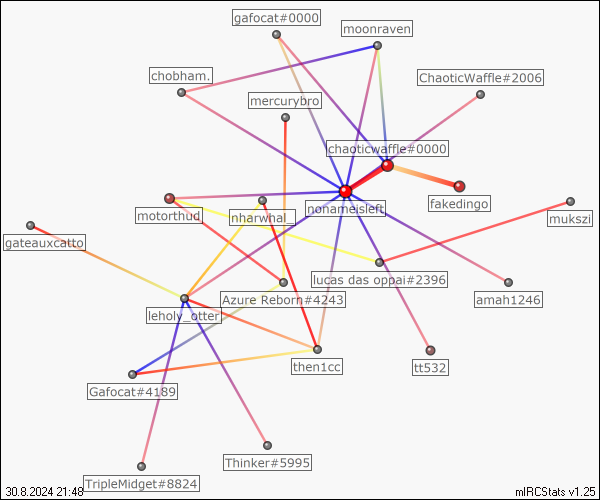 gafocat#0000
moonraven
chobham.
ChaoticWaffle#2006
mercurybro
chaoticwaffle#0000
fakedingo
motorthud
nharwhal_
nonameisleft
mukszi
gateauxcatto
lucas das oppai#2396
Azure Reborn#4243
amah1246
leholy_otter
then1cc
tt532
Gafocat#4189
Thinker#5995
TripleMidget#8824
30.8.2024 21:48
mIRCStats v1.25